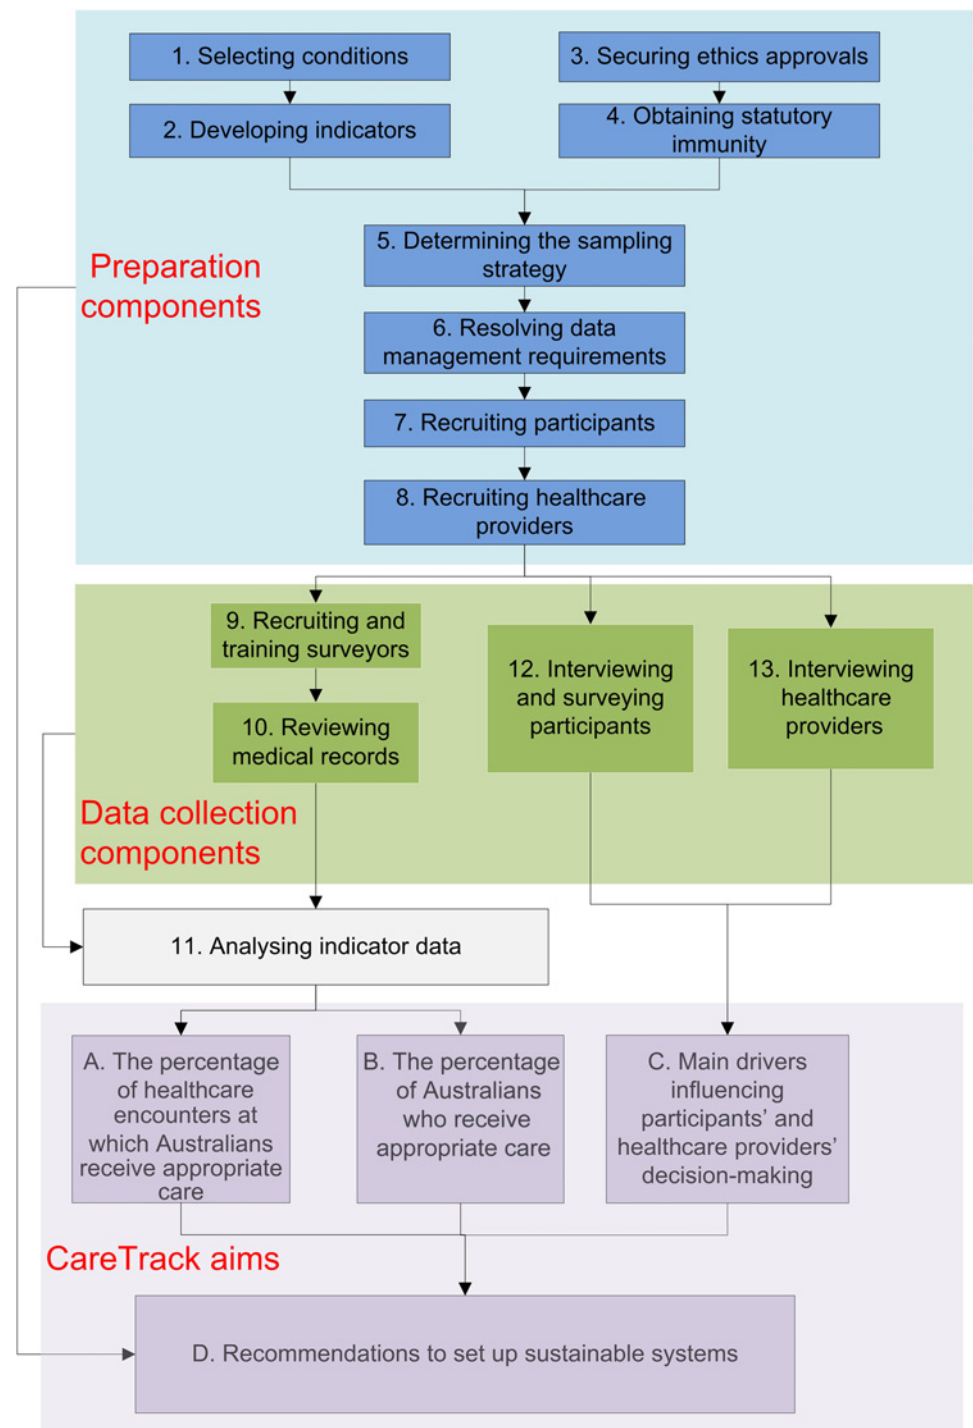 1. Selecting conditions
3. Securing ethics approvals
2. Developing indicators
4. Obtaining statutory
immunity
5. Determining the sampling
strategy
Preparation
components
6. Resolving data
management requirements
7. Recruiting participants
8. Recruiting healthcare
providers
9. Recruiting and
training surveyors
10. Reviewing
medical records
12. Interviewing
and surveying
participants
13. Interviewing
healthcare
providers
Data collection
components
11. Analysing indicator data
A. The percentage
of healthcare
encounters at
which Australians
receive appropriate
care
B. The percentage
of Australians
who receive
appropriate care
C. Main drivers
influencing
participants’ and
healthcare providers’
decision-making
CareTrack aims
D. Recommendations to set up sustainable systems